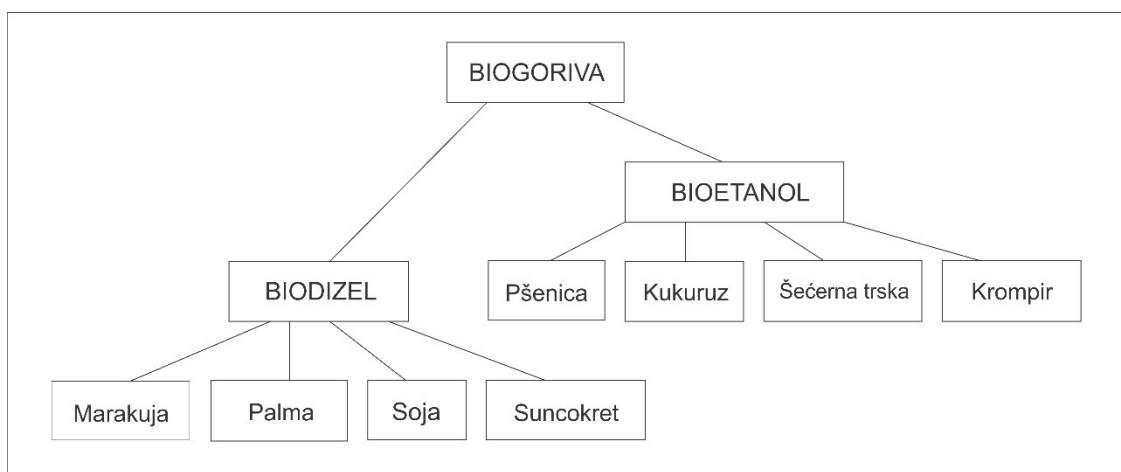 BIOGORIVA
BIOETANOL
Pšenica
Kukuruz
Šećerna trska
Krompir
BIODIZEL
Marakuja
Palma
Soja
Suncokret